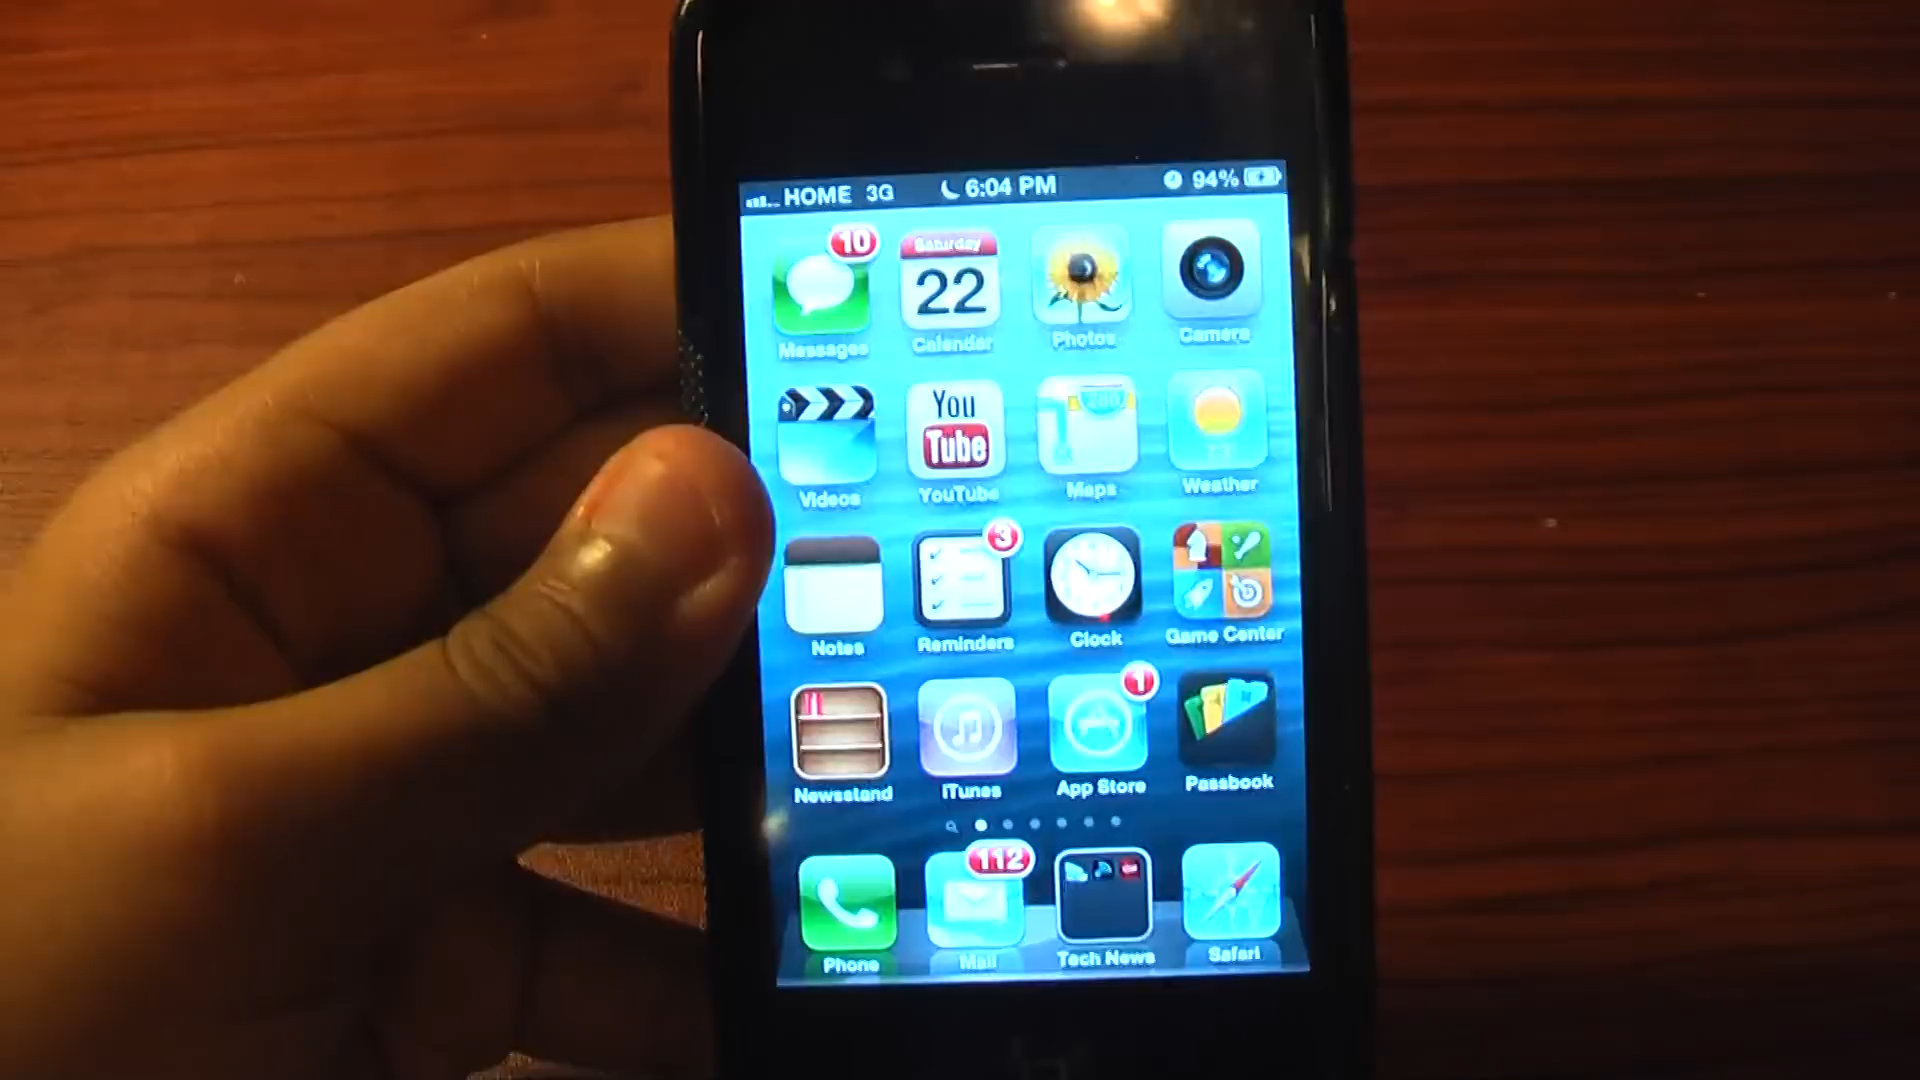 HOME 3G 6:04 PM 94%
10 Saturday
22
Messages Calendar Photos Camera
You
Tube
280
Videos YouTube Maps Weather
3
Notes Reminders Clock Game Center
1
Newsstand iTunes App Store Passbook
112
Phone Mail Tech News Safari